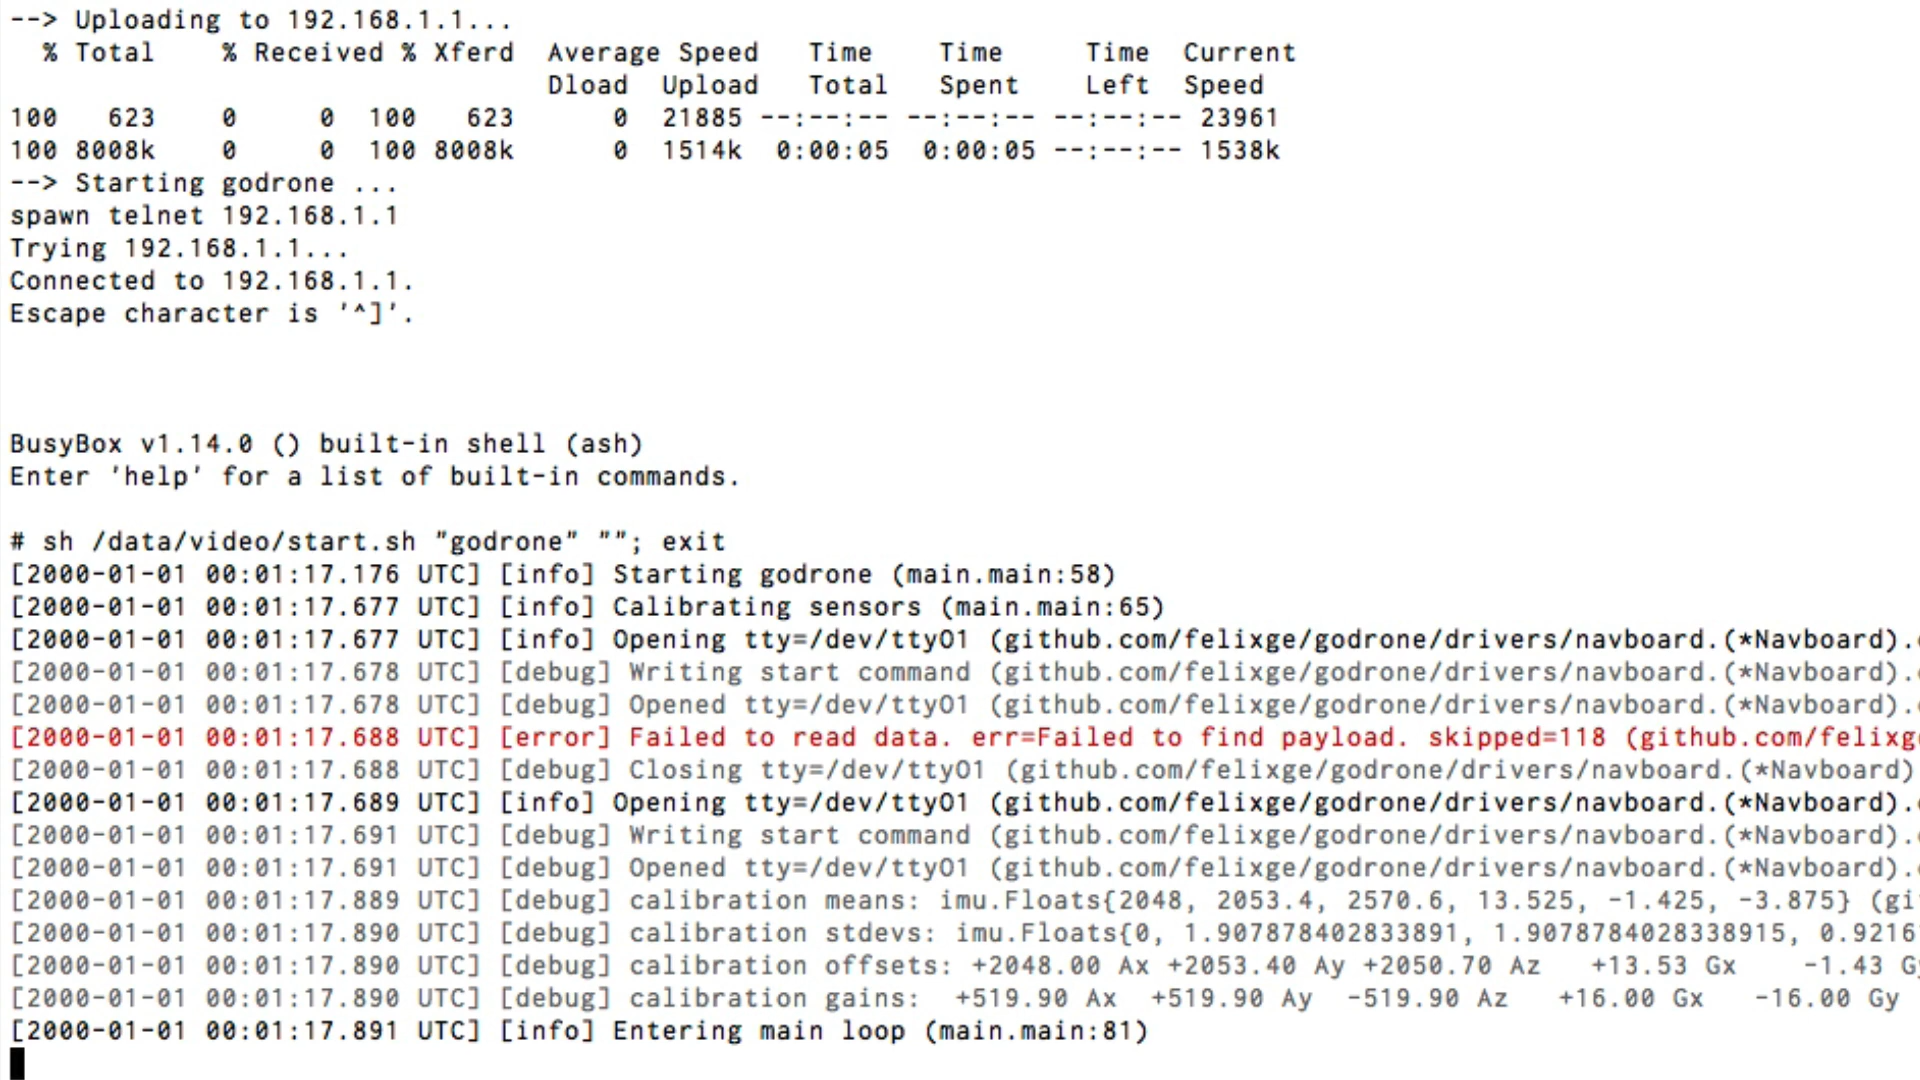 --> Uploading to 192.168.1.1...
  % Total    % Received % Xferd  Average Speed   Time    Time     Time  Current
                                 Dload  Upload   Total   Spent    Left  Speed
100   623    0     0  100   623      0  21885 --:--:-- --:--:-- --:--:-- 23961
100 8008k    0     0  100 8008k      0  1514k  0:00:05  0:00:05 --:--:-- 1538k
--> Starting godrone ...
spawn telnet 192.168.1.1
Trying 192.168.1.1...
Connected to 192.168.1.1.
Escape character is '^]'.
BusyBox v1.14.0 () built-in shell (ash)
Enter 'help' for a list of built-in commands.
# sh /data/video/start.sh "godrone" ""; exit
[2000-01-01 00:01:17.176 UTC] [info] Starting godrone (main.main:58)
[2000-01-01 00:01:17.677 UTC] [info] Calibrating sensors (main.main:65)
[2000-01-01 00:01:17.677 UTC] [info] Opening tty=/dev/ttyO1 (github.com/felixge/godrone/drivers/navboard.(*Navboard).
[2000-01-01 00:01:17.678 UTC] [debug] Writing start command (github.com/felixge/godrone/drivers/navboard.(*Navboard).
[2000-01-01 00:01:17.678 UTC] [debug] Opened tty=/dev/ttyO1 (github.com/felixge/godrone/drivers/navboard.(*Navboard).
[2000-01-01 00:01:17.688 UTC] [error] Failed to read data. err=Failed to find payload. skipped=118 (github.com/felixg
[2000-01-01 00:01:17.688 UTC] [debug] Closing tty=/dev/ttyO1 (github.com/felixge/godrone/drivers/navboard.(*Navboard)
[2000-01-01 00:01:17.689 UTC] [info] Opening tty=/dev/ttyO1 (github.com/felixge/godrone/drivers/navboard.(*Navboard).
[2000-01-01 00:01:17.691 UTC] [debug] Writing start command (github.com/felixge/godrone/drivers/navboard.(*Navboard).
[2000-01-01 00:01:17.691 UTC] [debug] Opened tty=/dev/ttyO1 (github.com/felixge/godrone/drivers/navboard.(*Navboard).
[2000-01-01 00:01:17.889 UTC] [debug] calibration means: imu.Floats{2048, 2053.4, 2570.6, 13.525, -1.425, -3.875} (gi
[2000-01-01 00:01:17.890 UTC] [debug] calibration stdevs: imu.Floats{0, 1.907878402833891, 1.9078784028338915, 0.9216
[2000-01-01 00:01:17.890 UTC] [debug] calibration offsets: +2048.00 Ax +2053.40 Ay +2050.70 Az   +13.53 Gx    -1.43 G
[2000-01-01 00:01:17.890 UTC] [debug] calibration gains:  +519.90 Ax  +519.90 Ay  -519.90 Az   +16.00 Gx   -16.00 Gy
[2000-01-01 00:01:17.891 UTC] [info] Entering main loop (main.main:81)